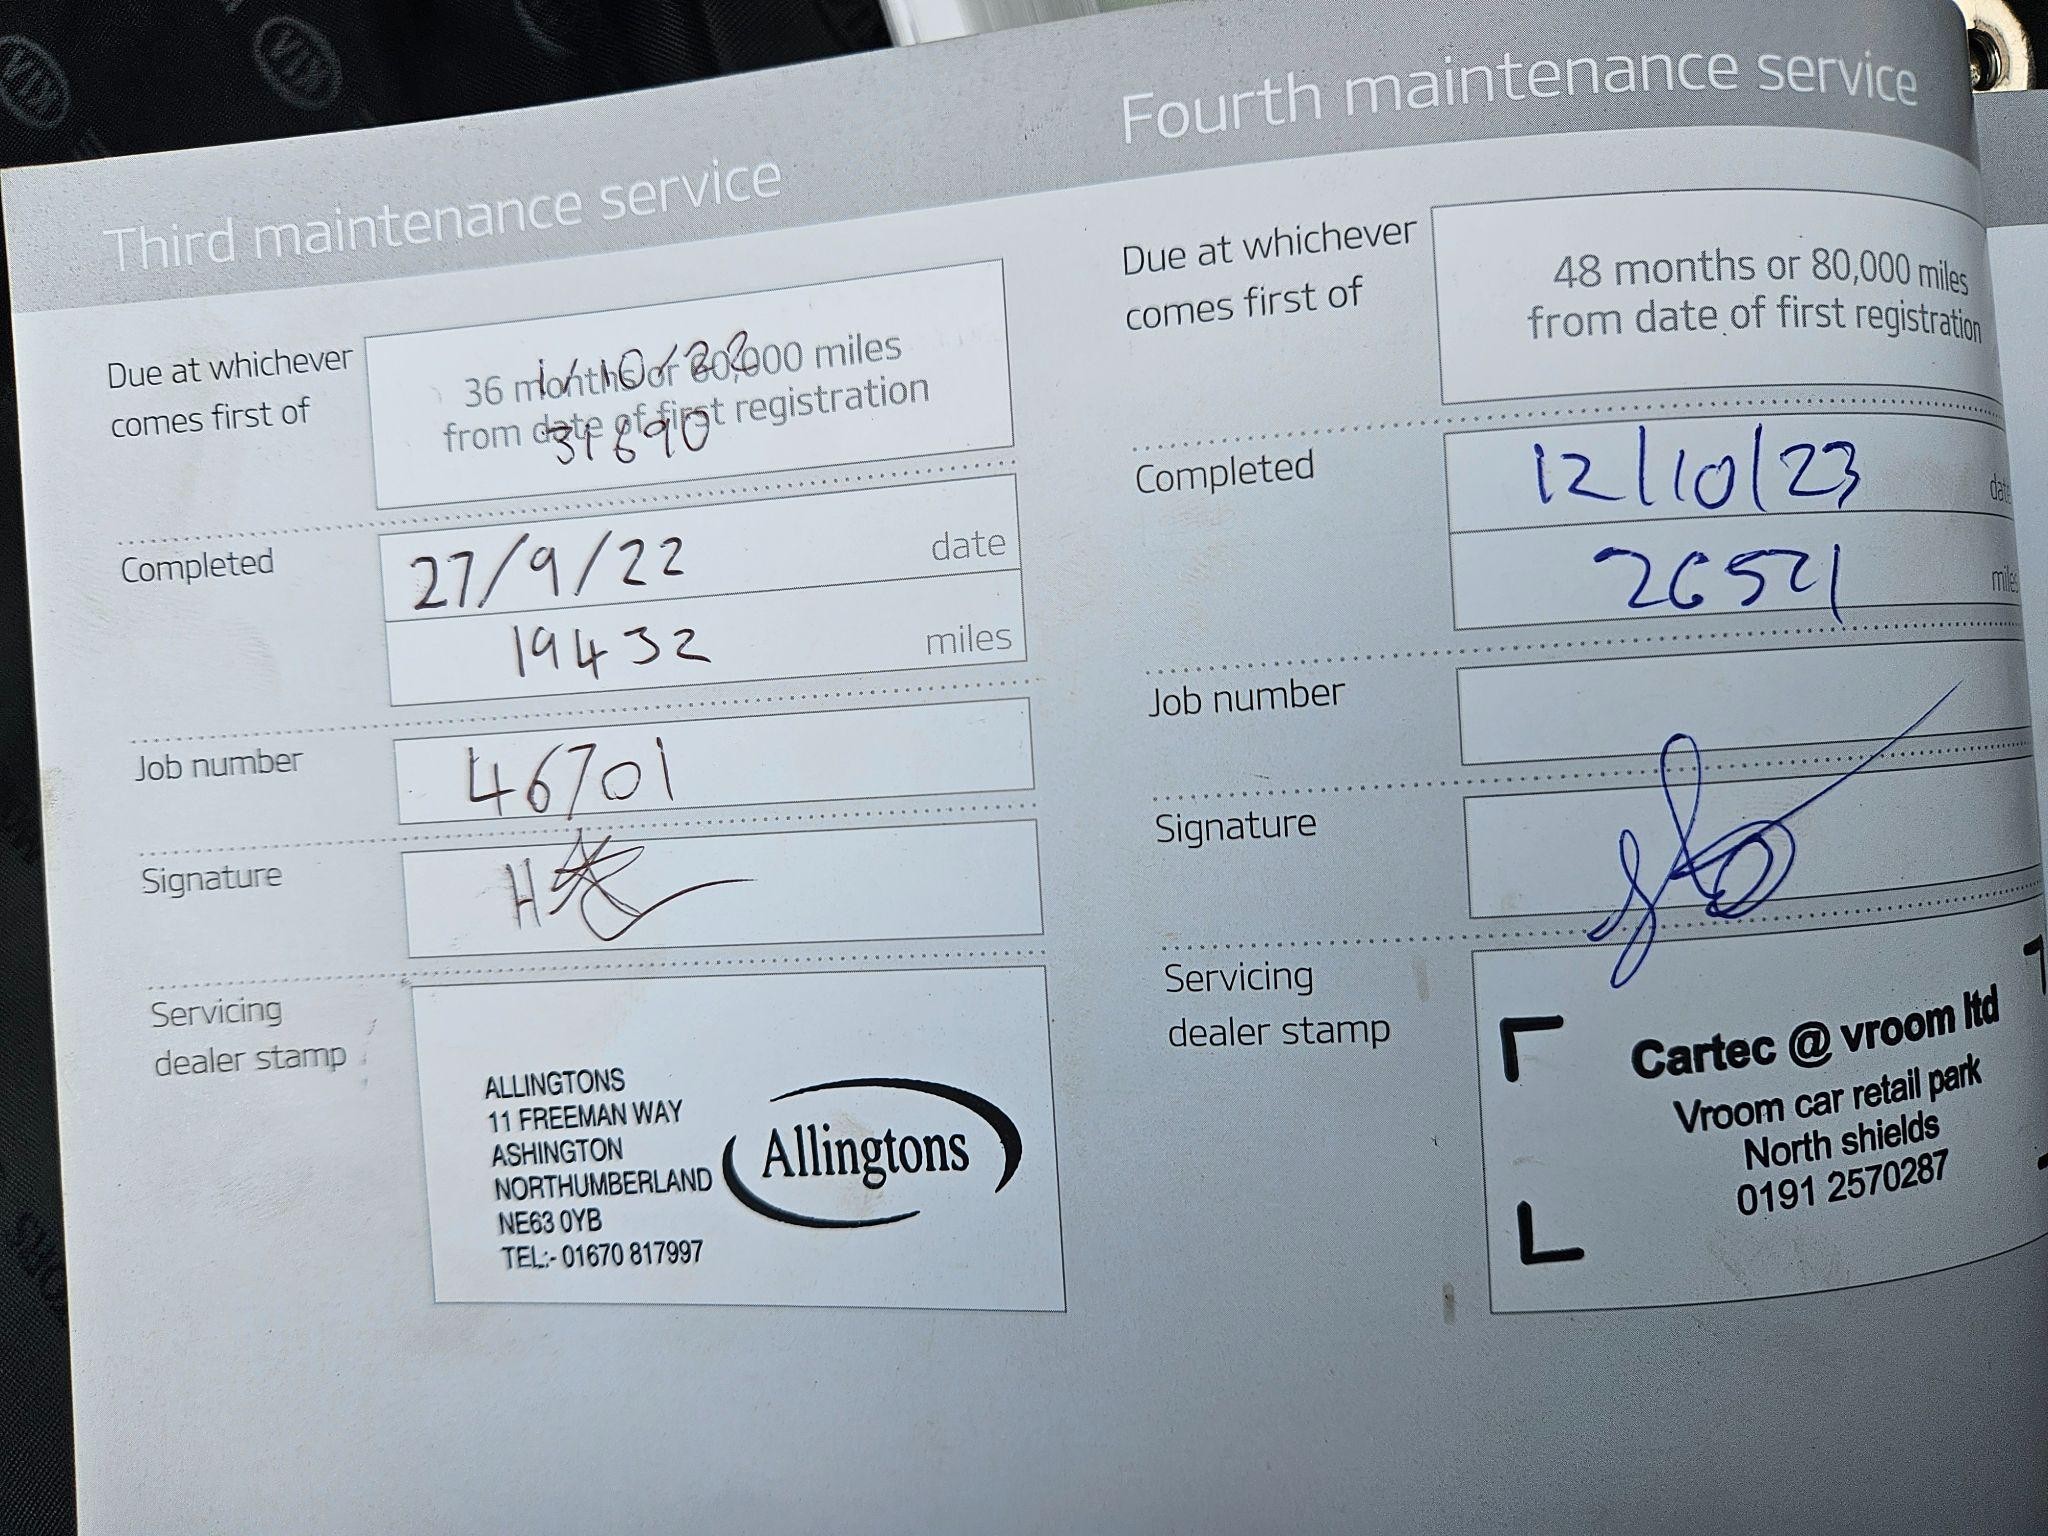 KIA
KIA
Third maintenance service
Due at whichever
comes first of
36 months or 60,000 miles
from date of first registration
1/10/22
31690
Completed
27/9/22
date
19432
miles
Job number
46701
Signature
Servicing
dealer stamp
ALLINGTONS
11 FREEMAN WAY
ASHINGTON
NORTHUMBERLAND
NE63 0YB
TEL:- 01670 817997
Allingtons
Fourth maintenance service
Due at whichever
comes first of
48 months or 80,000 miles
from date of first registration
Completed
12/10/23
date
26521
miles
Job number
Signature
Servicing
dealer stamp
Cartec @ vroom ltd
Vroom car retail park
North shields
0191 2570287